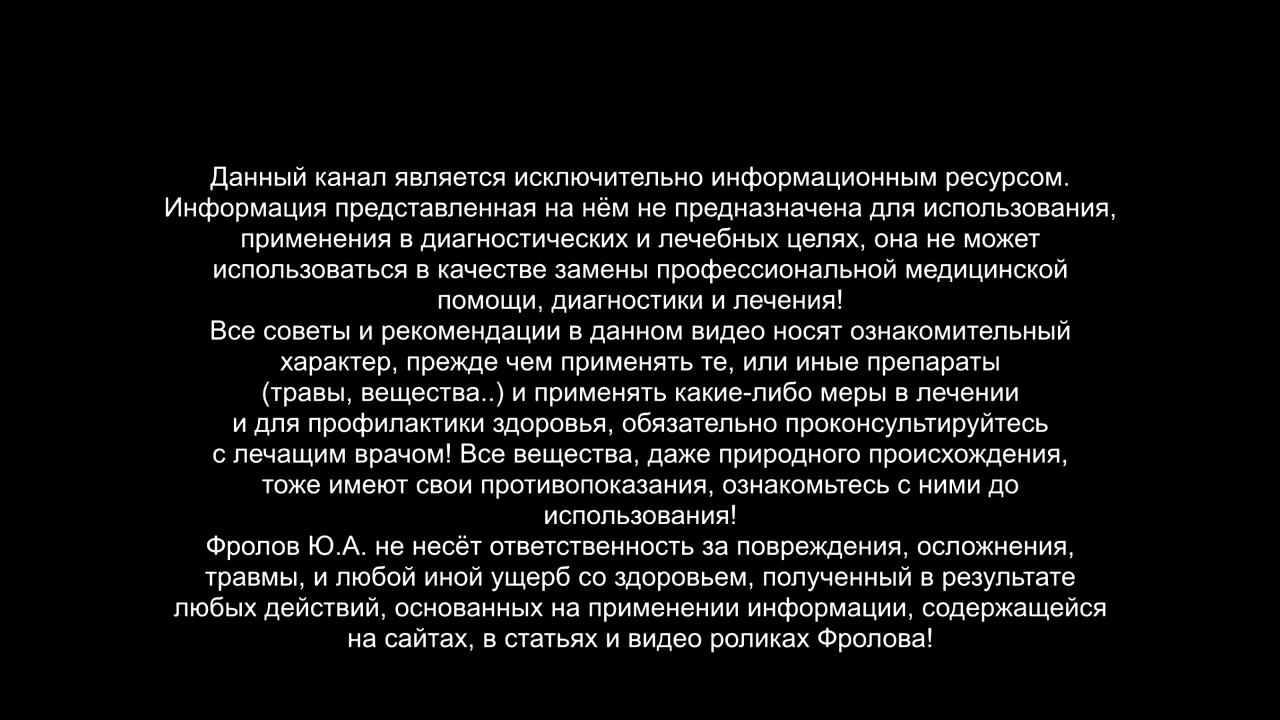 Данный канал является исключительно информационным ресурсом.
Информация представленная на нём не предназначена для использования,
применения в диагностических и лечебных целях, она не может
использоваться в качестве замены профессиональной медицинской
помощи, диагностики и лечения!
Все советы и рекомендации в данном видео носят ознакомительный
характер, прежде чем применять те, или иные препараты
(травы, вещества..) и применять какие-либо меры в лечении
и для профилактики здоровья, обязательно проконсультируйтесь
с лечащим врачом! Все вещества, даже природного происхождения,
тоже имеют свои противопоказания, ознакомьтесь с ними до
использования!
Фролов Ю.А. не несёт ответственность за повреждения, осложнения,
травмы, и любой иной ущерб со здоровьем, полученный в результате
любых действий, основанных на применении информации, содержащейся
на сайтах, в статьях и видео роликах Фролова!